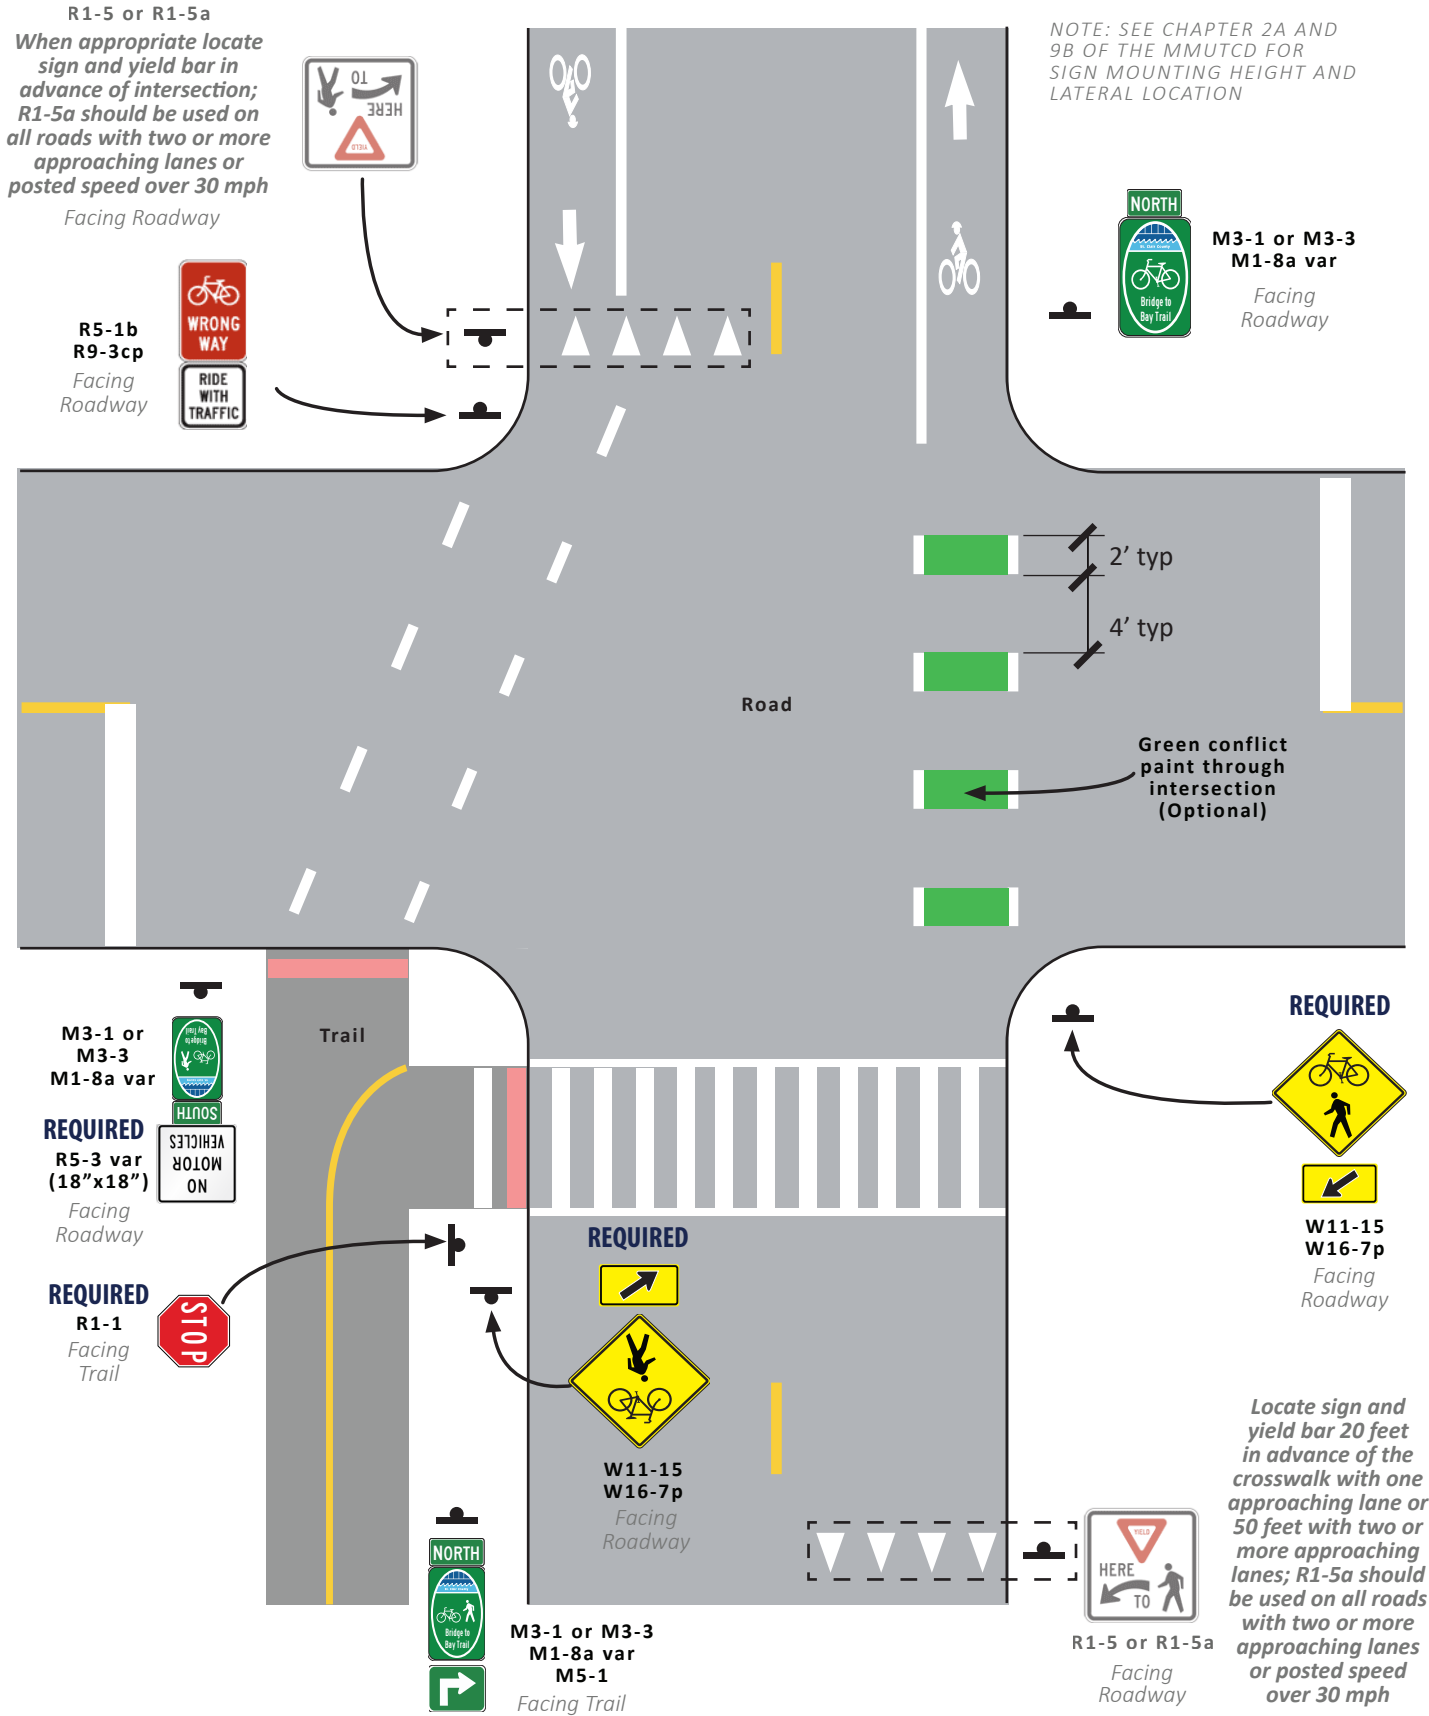 R1-5 or R1-5a
When appropriate locate
sign and yield bar in
advance of intersection;
R1-5a should be used on
all roads with two or more
approaching lanes or
posted speed over 30 mph
Facing Roadway
HERE
TO
YIELD
NOTE: SEE CHAPTER 2A AND
9B OF THE MMUTCD FOR
SIGN MOUNTING HEIGHT AND
LATERAL LOCATION
NORTH
St. Clair County
Bridge to
Bay Trail
M3-1 or M3-3
M1-8a var
Facing
Roadway
R5-1b
R9-3cp
Facing
Roadway
WRONG
WAY
RIDE
WITH
TRAFFIC
2' typ
4' typ
Road
Green conflict
paint through
intersection
(Optional)
Trail
M3-1 or
M3-3
M1-8a var
REQUIRED
R5-3 var
(18”x18”)
Facing
Roadway
Bridge to
Bay Trail
SOUTH
NO
MOTOR
VEHICLES
REQUIRED
R1-1
Facing
Trail
STOP
REQUIRED
W11-15
W16-7p
Facing
Roadway
REQUIRED
W11-15
W16-7p
Facing
Roadway
NORTH
Bridge to
Bay Trail
M3-1 or M3-3
M1-8a var
M5-1
Facing Trail
YIELD
HERE
TO
R1-5 or R1-5a
Facing
Roadway
Locate sign and
yield bar 20 feet
in advance of the
crosswalk with one
approaching lane or
50 feet with two or
more approaching
lanes; R1-5a should
be used on all roads
with two or more
approaching lanes
or posted speed
over 30 mph